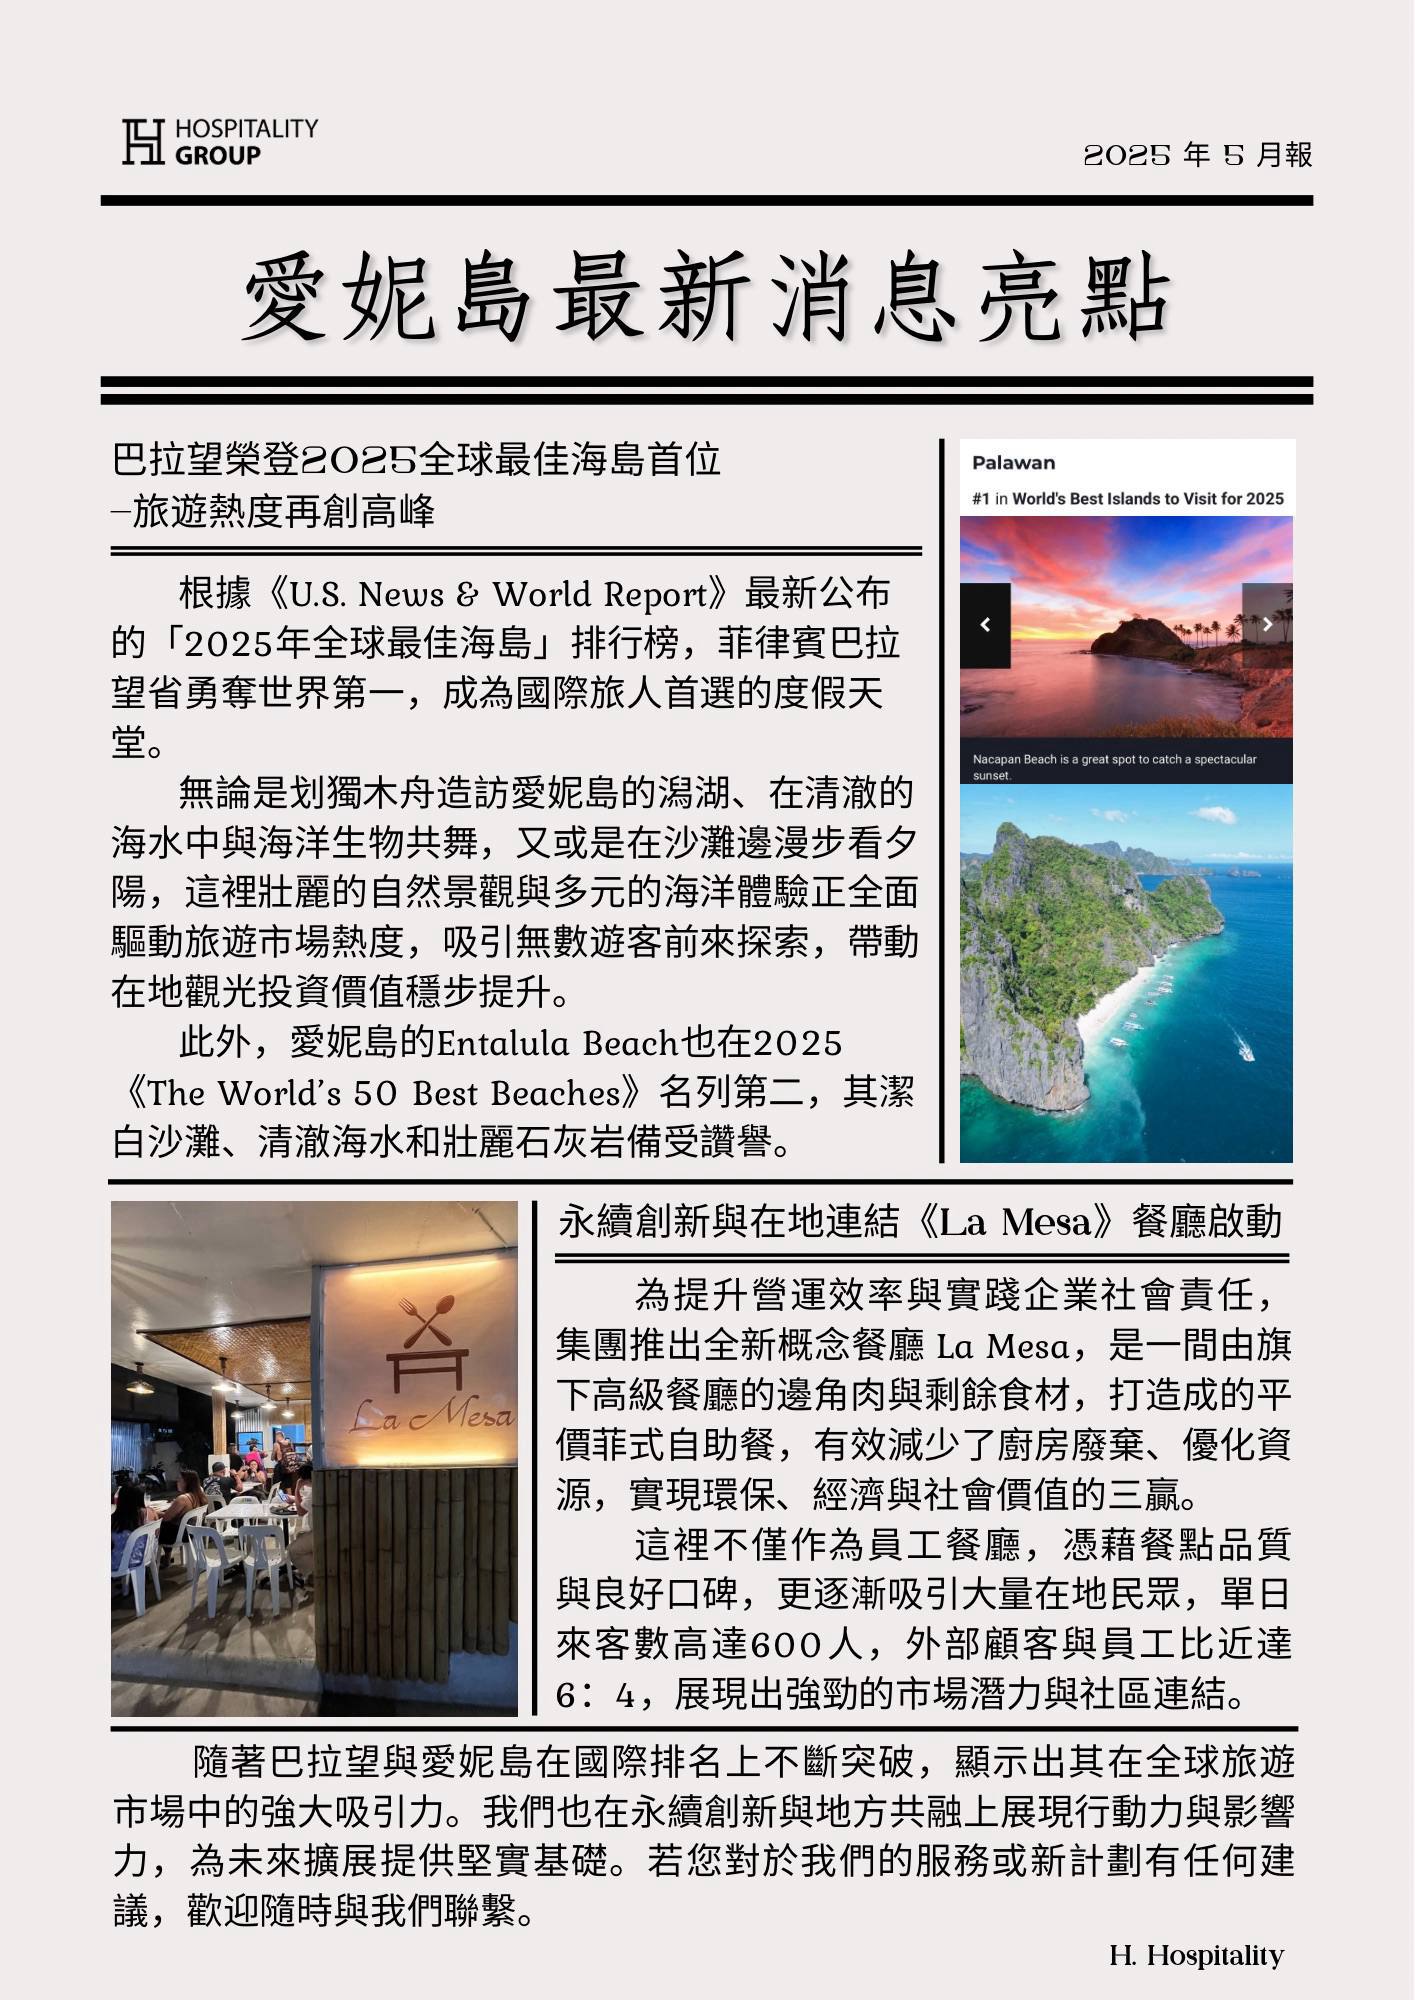 HOSPITALITY
GROUP
2025 年 5 月報
愛妮島最新消息亮點
巴拉望榮登2025全球最佳海島首位
–旅遊熱度再創高峰
根據《U.S. News & World Report》最新公布
的「2025年全球最佳海島」排行榜，菲律賓巴拉
望省勇奪世界第一，成為國際旅人首選的度假天
堂。
無論是划獨木舟造訪愛妮島的潟湖、在清澈的
海水中與海洋生物共舞，又或是在沙灘邊漫步看夕
陽，這裡壯麗的自然景觀與多元的海洋體驗正全面
驅動旅遊市場熱度，吸引無數遊客前來探索，帶動
在地觀光投資價值穩步提升。
此外，愛妮島的Entalula Beach也在2025
《The World’s 50 Best Beaches》名列第二，其潔
白沙灘、清澈海水和壯麗石灰岩備受讚譽。
Palawan
#1 in World's Best Islands to Visit for 2025
Nacapan Beach is a great spot to catch a spectacular
sunset.
La Mesa
永續創新與在地連結《La Mesa》餐廳啟動
為提升營運效率與實踐企業社會責任，
集團推出全新概念餐廳 La Mesa，是一間由旗
下高級餐廳的邊角肉與剩餘食材，打造成的平
價菲式自助餐，有效減少了廚房廢棄、優化資
源，實現環保、經濟與社會價值的三贏。
這裡不僅作為員工餐廳，憑藉餐點品質
與良好口碑，更逐漸吸引大量在地民眾，單日
來客數高達600人，外部顧客與員工比近達
6：4，展現出強勁的市場潛力與社區連結。
隨著巴拉望與愛妮島在國際排名上不斷突破，顯示出其在全球旅遊
市場中的強大吸引力。我們也在永續創新與地方共融上展現行動力與影響
力，為未來擴展提供堅實基礎。若您對於我們的服務或新計劃有任何建
議，歡迎隨時與我們聯繫。
H. Hospitality